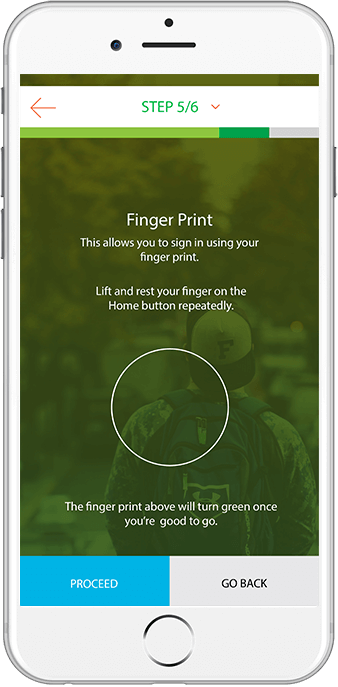 STEP 5/6
Finger Print
This allows you to sign in using your
finger print.
Lift and rest your finger on the
Home button repeatedly.
The finger print above will turn green once
you're good to go.
PROCEED
GO BACK